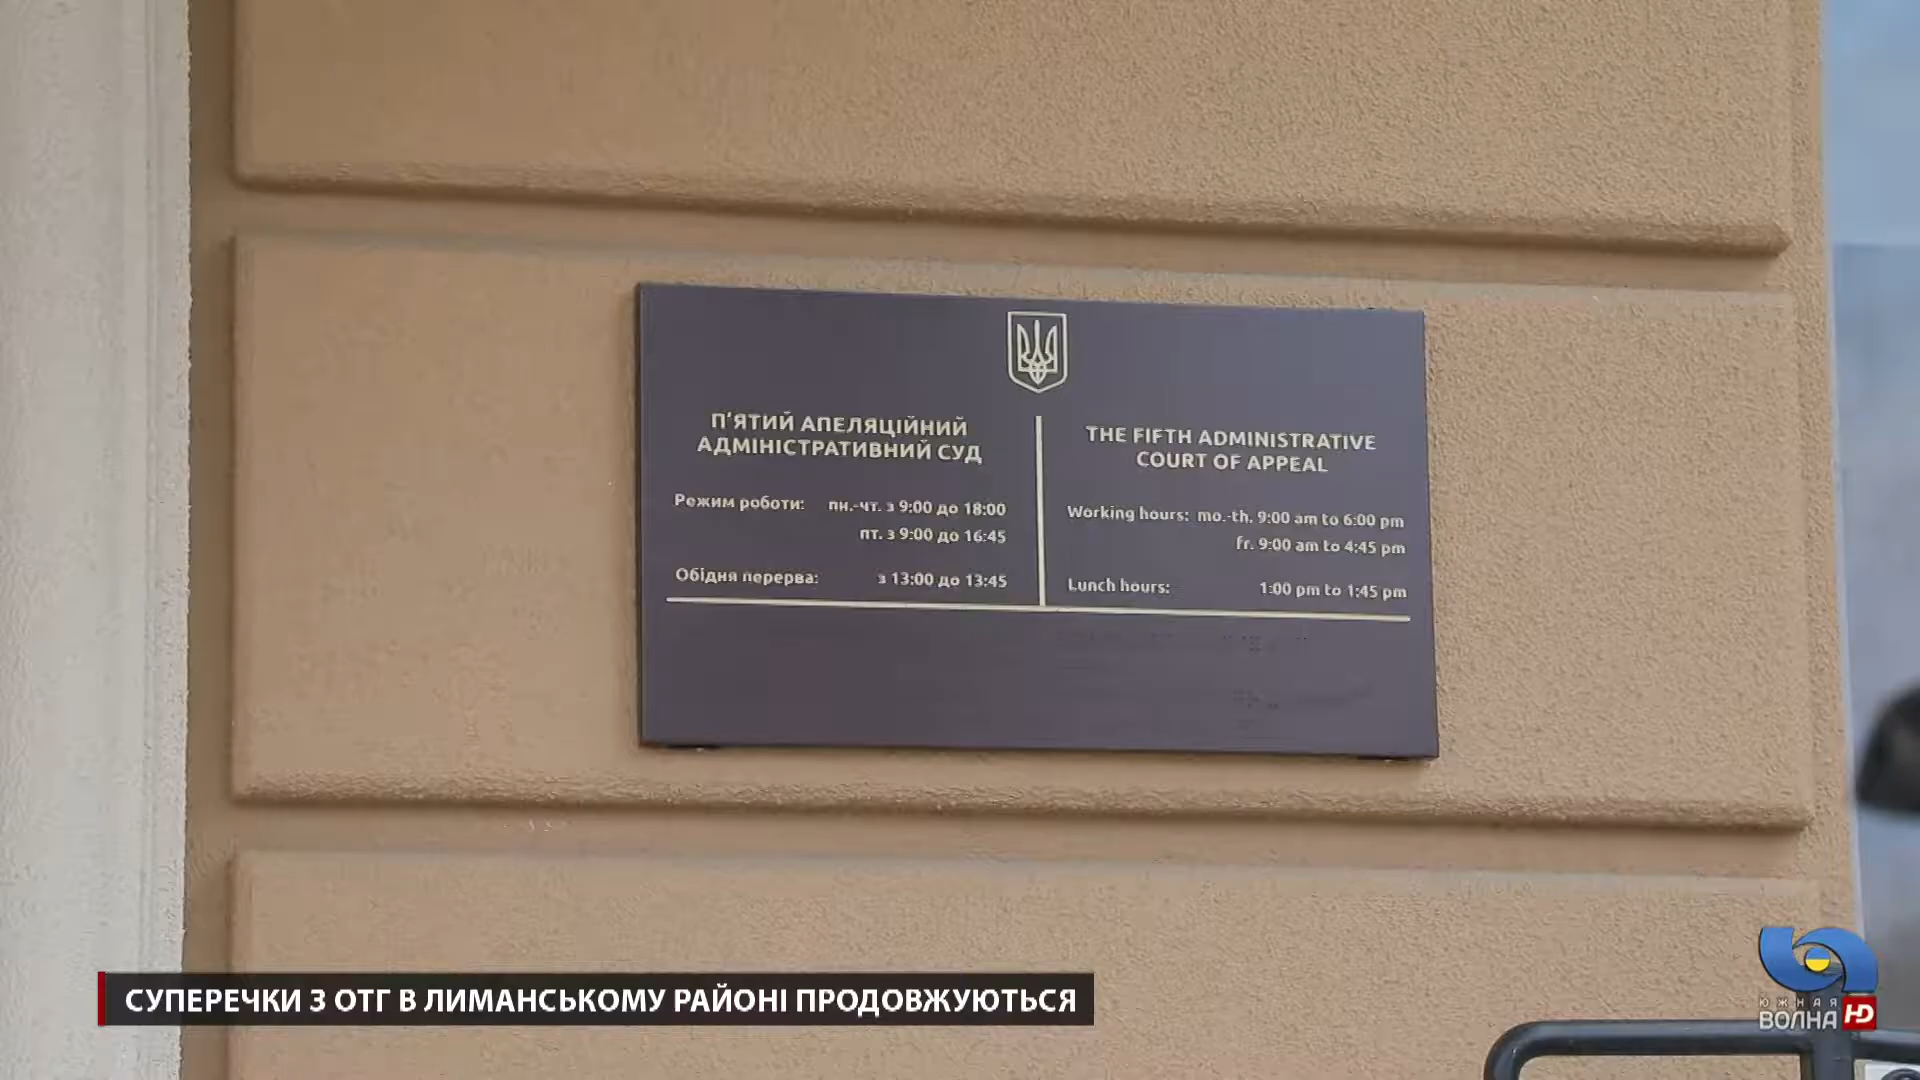 П'ЯТИЙ АПЕЛЯЦІЙНИЙ
АДМІНІСТРАТИВНИЙ СУД
Режим роботи: пн.-чт. з 9:00 до 18:00
пт. з 9:00 до 16:45
Обідня перерва: з 13:00 до 13:45
THE FIFTH ADMINISTRATIVE
COURT OF APPEAL
Working hours: mo.-th. 9:00 am to 6:00 pm
fr. 9:00 am to 4:45 pm
Lunch hours: 1:00 pm to 1:45 pm
СУПЕРЕЧКИ З ОТГ В ЛИМАНСЬКОМУ РАЙОНІ ПРОДОВЖУЮТЬСЯ
ЮЖНАЯ
ВОЛНА HD